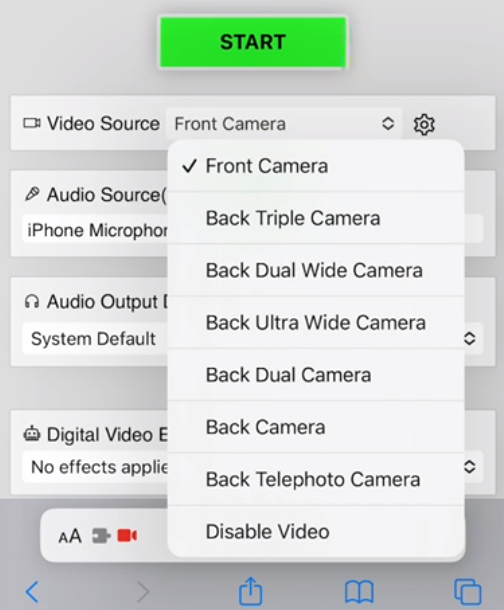 START
Video Source Front Camera
✓ Front Camera
Back Triple Camera
Back Dual Wide Camera
Back Ultra Wide Camera
Back Dual Camera
Back Camera
Back Telephoto Camera
Disable Video
Audio Source(
iPhone Microphon
Audio Output
System Default
Digital Video E
No effects applie
AA